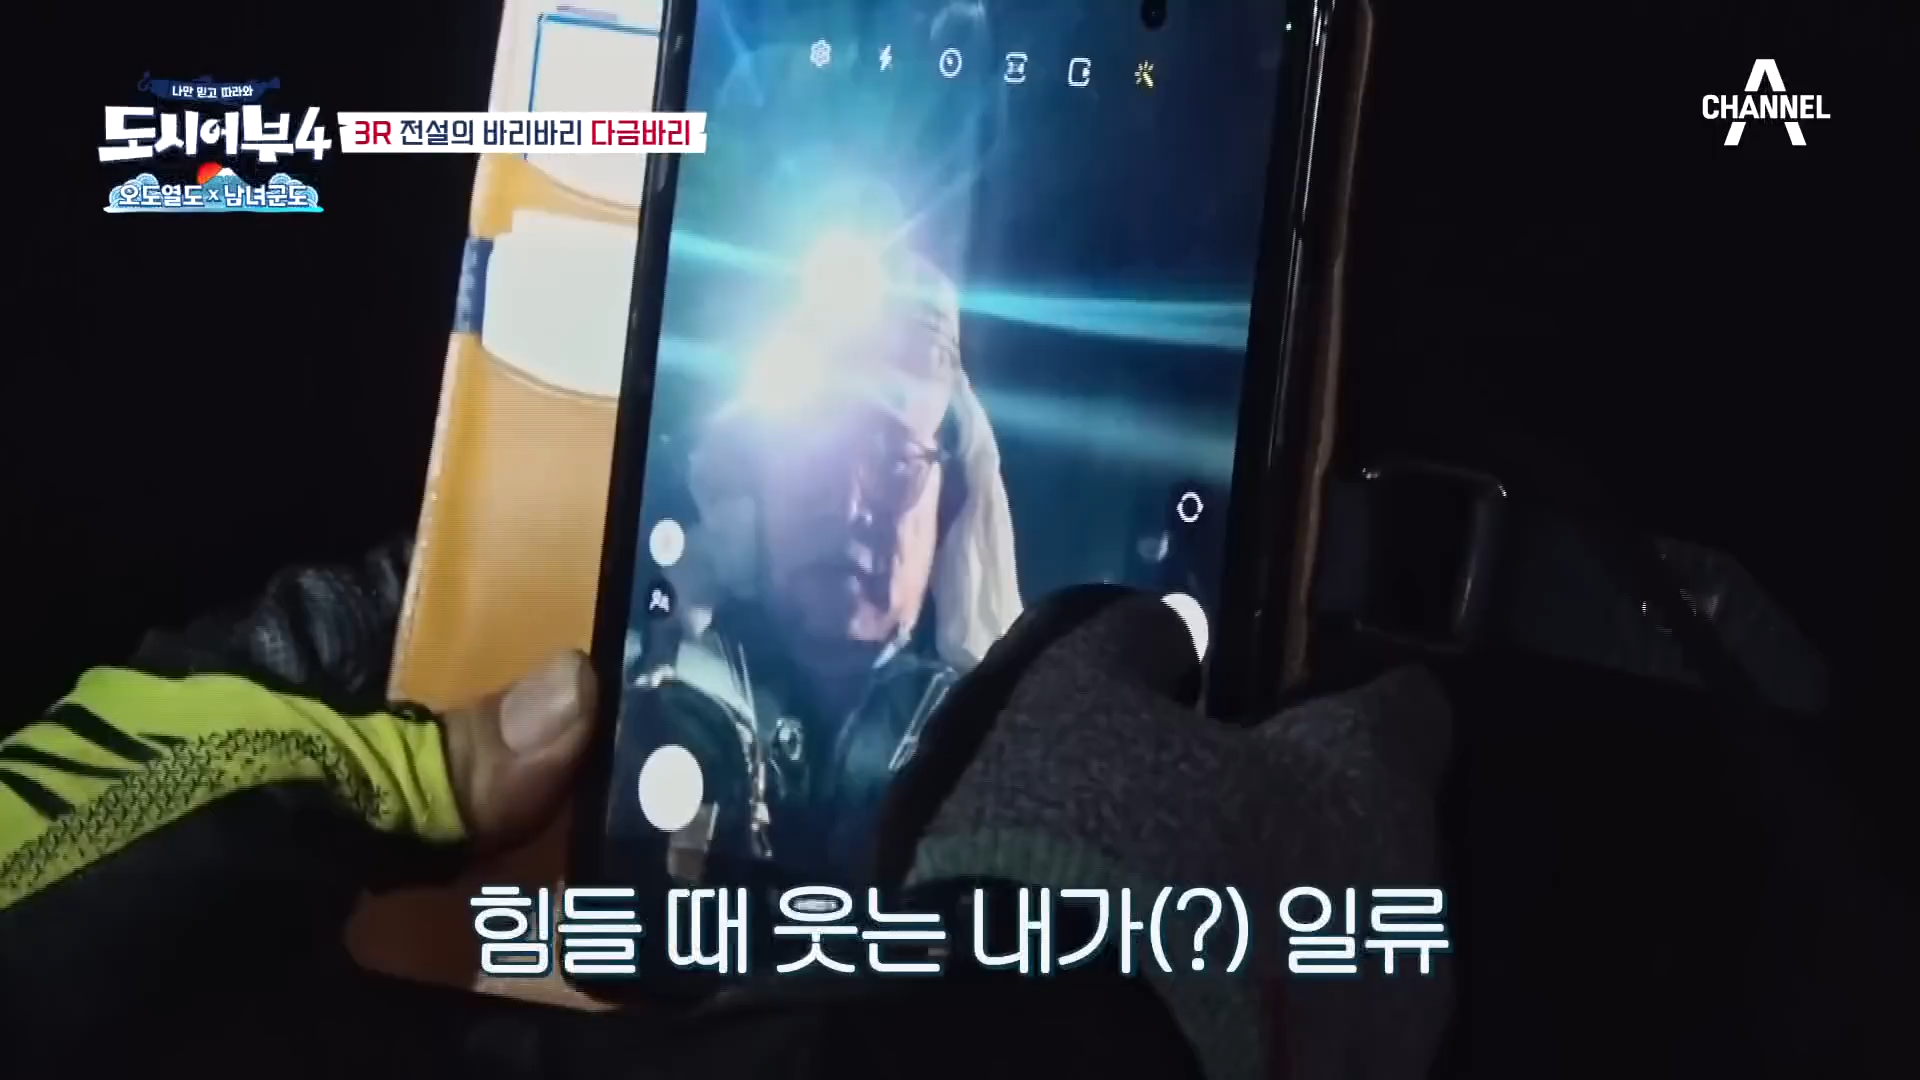 나만 믿고 따라와
도시어부4
오도열도 x 남녀군도
3R 전설의 바리바리 다금바리
CHANNEL A
힘들 때 웃는 내가(?) 일류